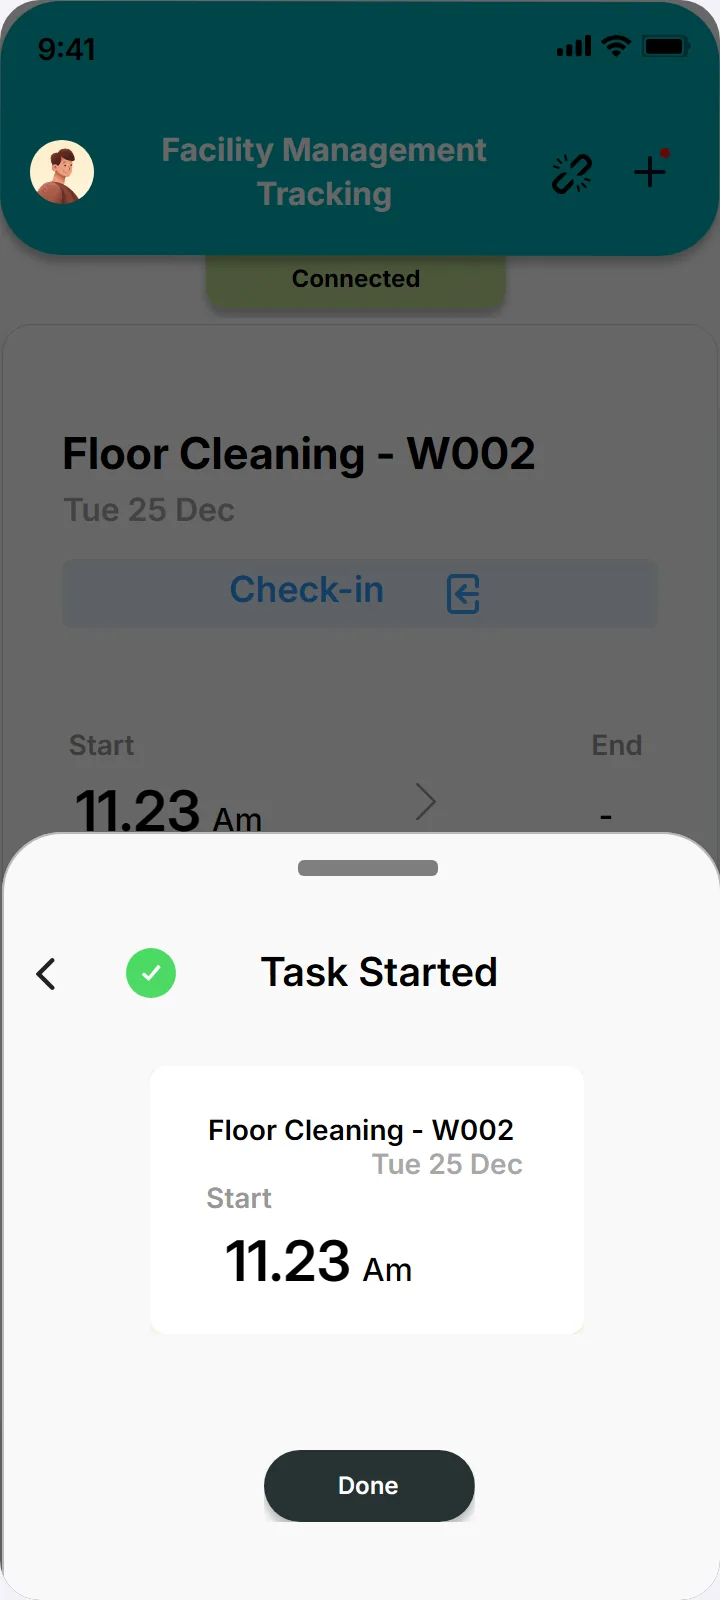 9:41
Facility Management
Tracking
Connected
Floor Cleaning - W002
Tue 25 Dec
Check-in
Start
End
11.23 Am
-
Task Started
Floor Cleaning - W002
Tue 25 Dec
Start
11.23 Am
Done